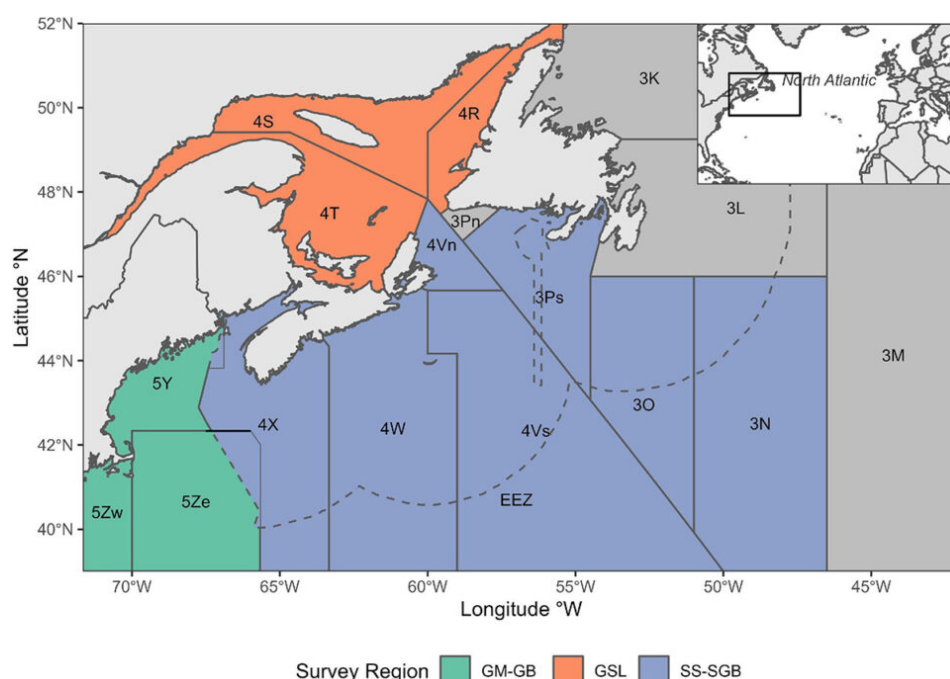 52°N
50°N
48°N
46°N
44°N
42°N
40°N
Latitude °N
North Atlantic
3K
4S
4R
3L
4T
3Pn
4Vn
3Ps
3M
5Y
4X
4W
4Vs
3O
3N
5Zw
5Ze
EEZ
70°W 65°W 60°W 55°W 50°W 45°W
Longitude °W
Survey Region GM-GB GSL SS-SGB